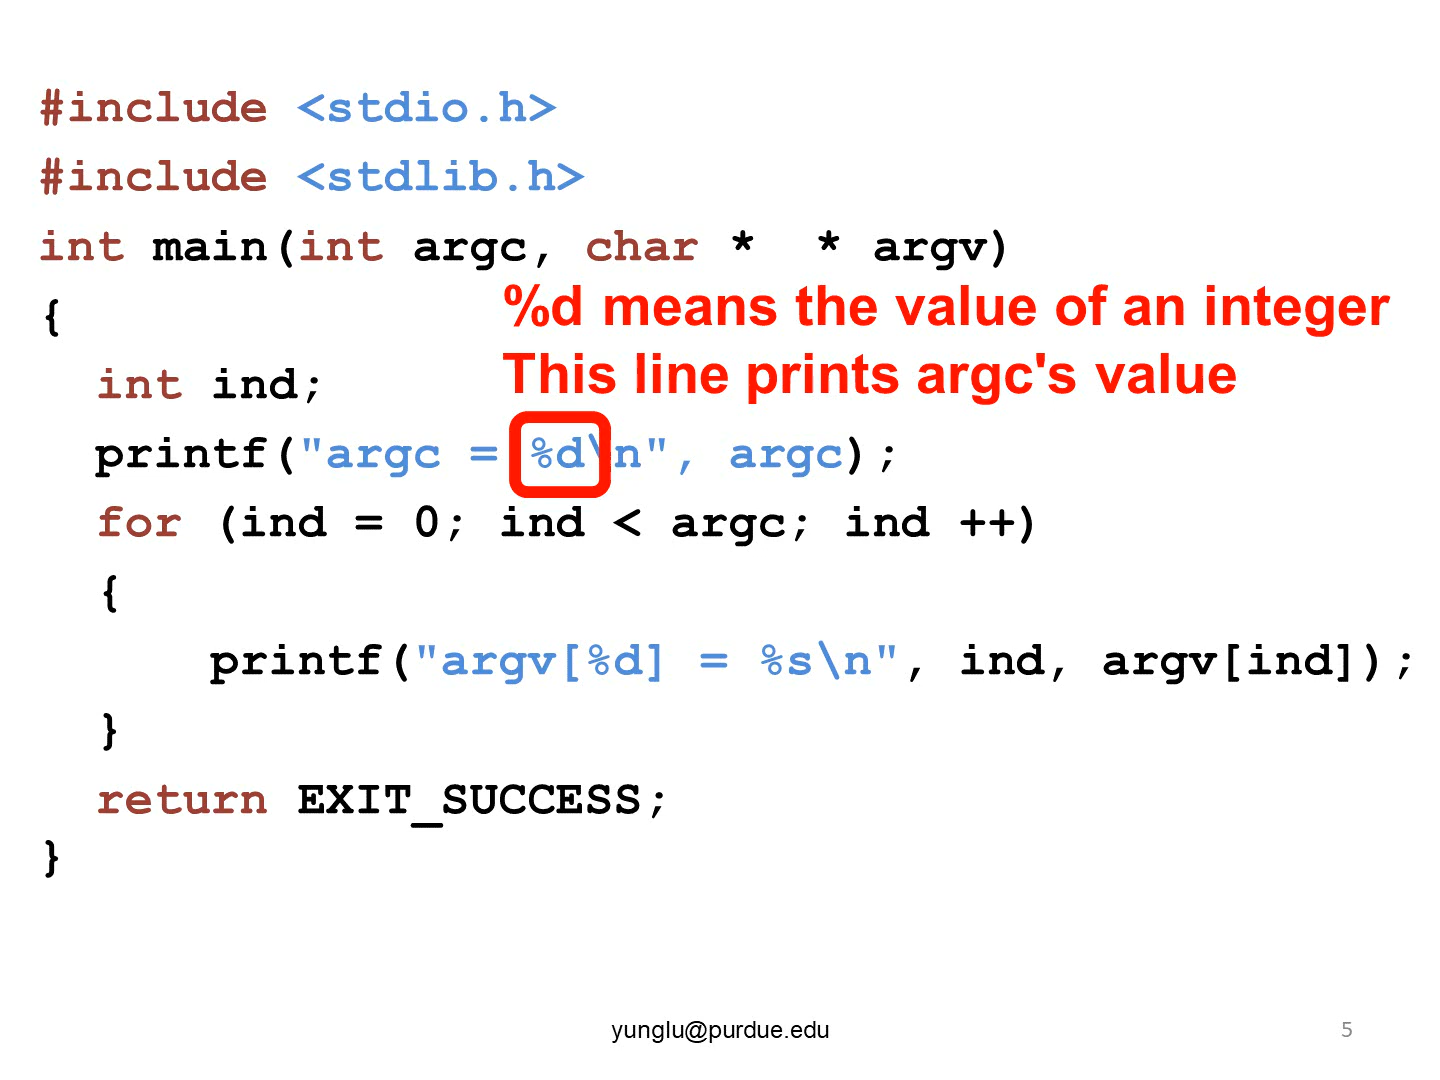 #include <stdio.h>
#include <stdlib.h>
int main(int argc, char *  * argv)
{
%d means the value of an integer
This line prints argc's value
  int ind;
  printf("argc = %d\n", argc);
  for (ind = 0; ind < argc; ind ++)
  {
      printf("argv[%d] = %s\n", ind, argv[ind]);
  }
  return EXIT_SUCCESS;
}
yunglu@purdue.edu
5